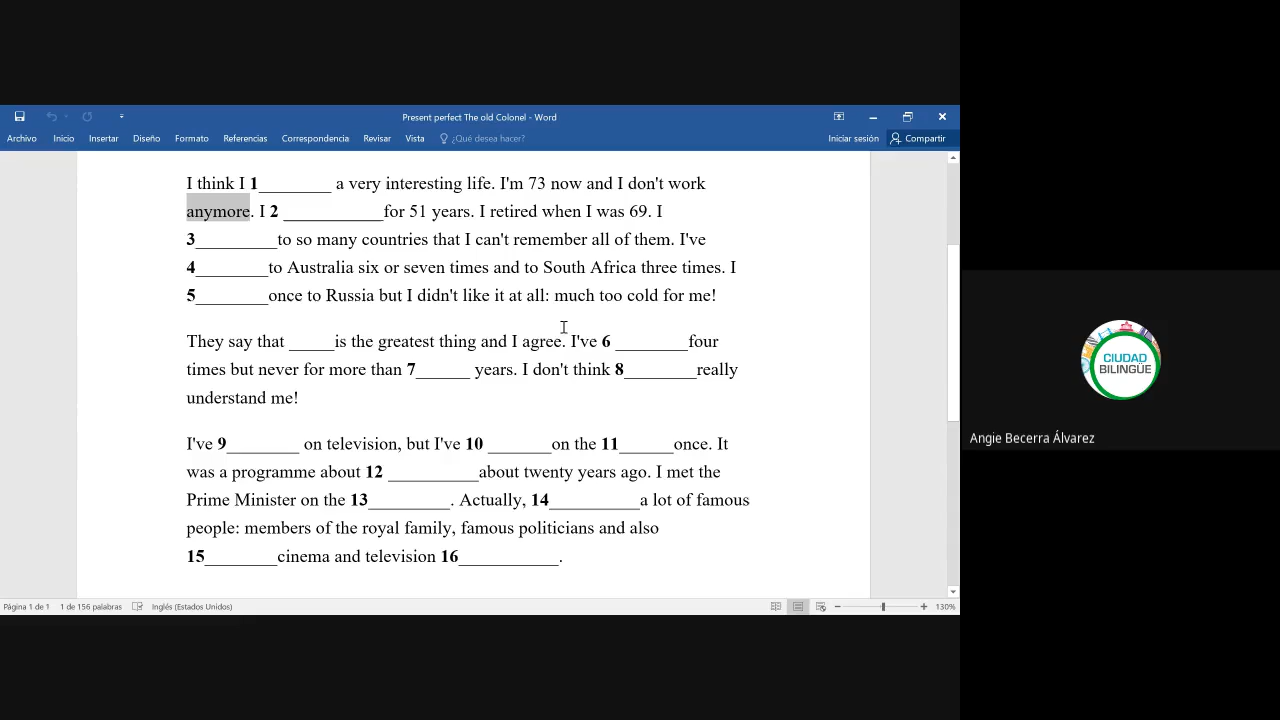 Present perfect The old Colonel - Word
Archivo Inicio Insertar Diseño Formato Referencias Correspondencia Revisar Vista ¿Qué desea hacer? Iniciar sesión Compartir
I think I 1________ a very interesting life. I'm 73 now and I don't work
anymore. I 2 ___________for 51 years. I retired when I was 69. I
3_________to so many countries that I can't remember all of them. I've
4________to Australia six or seven times and to South Africa three times. I
5________once to Russia but I didn't like it at all: much too cold for me!
They say that _____is the greatest thing and I agree. I've 6 ________four
times but never for more than 7______ years. I don't think 8________really
understand me!
I've 9________ on television, but I've 10 _______on the 11______once. It
was a programme about 12 __________about twenty years ago. I met the
Prime Minister on the 13_________. Actually, 14__________a lot of famous
people: members of the royal family, famous politicians and also
15________cinema and television 16___________.
CIUDAD
BILINGÜE
Angie Becerra Álvarez
Página 1 de 1 1 de 156 palabras Inglés (Estados Unidos) 130%